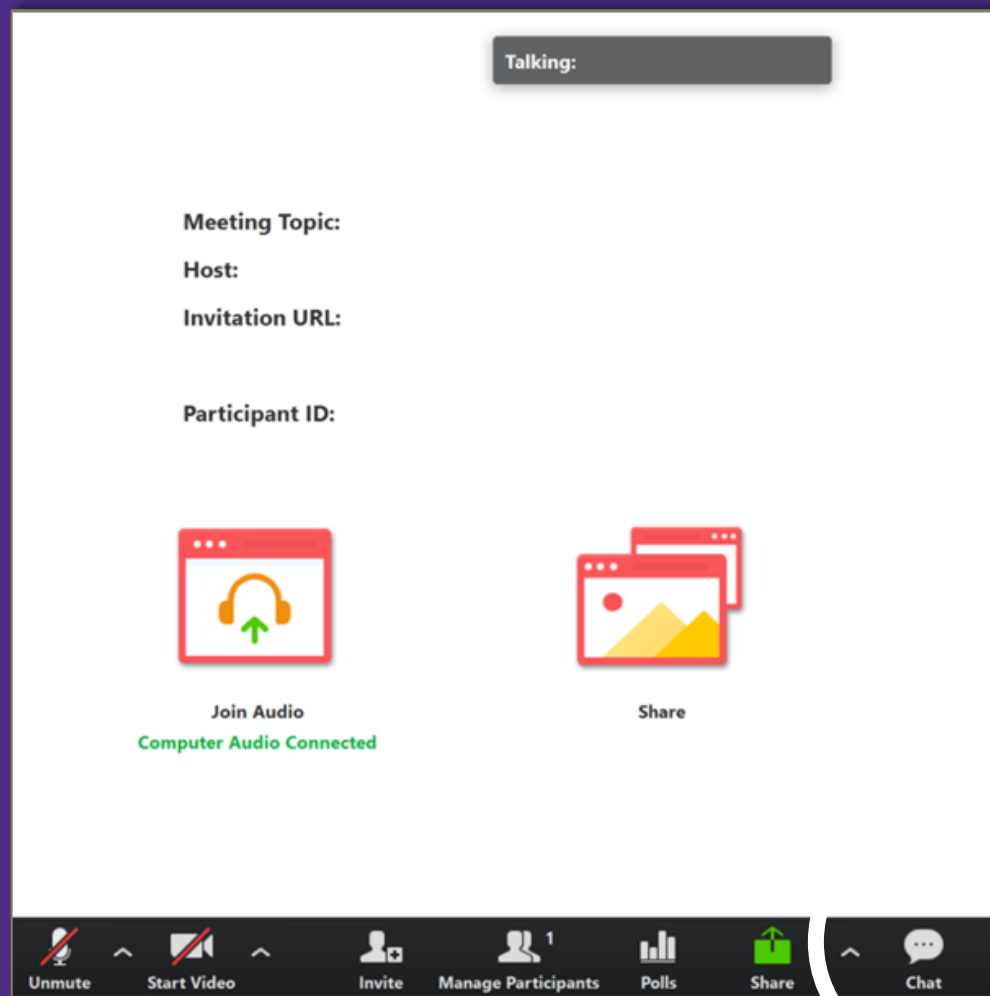 Talking:
Meeting Topic:
Host:
Invitation URL:
Participant ID:
Join Audio
Share
Computer Audio Connected
1
Unmute
Start Video
Invite
Manage Participants
Polls
Share
Chat